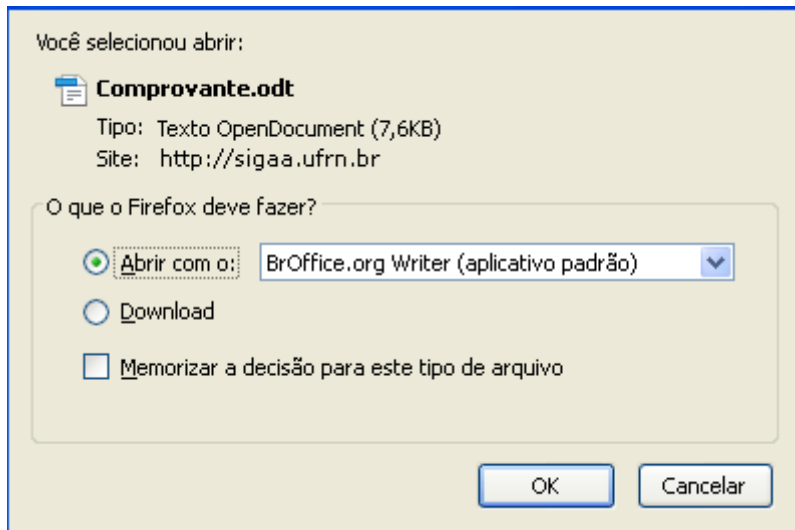 Você selecionou abrir:
Comprovante.odt
Tipo: Texto OpenDocument (7,6KB)
Site: http://sigaa.ufrn.br
O que o Firefox deve fazer?
Abrir com o: BrOffice.org Writer (aplicativo padrão)
Download
Memorizar a decisão para este tipo de arquivo
OK Cancelar